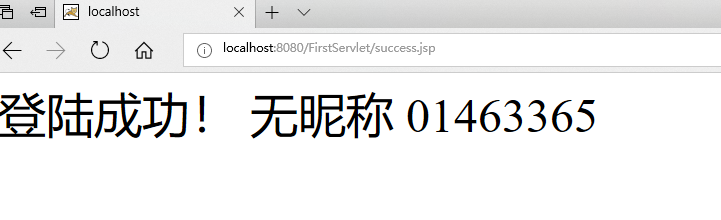 localhost
localhost:8080/FirstServlet/success.jsp
登陆成功！ 无昵称 01463365